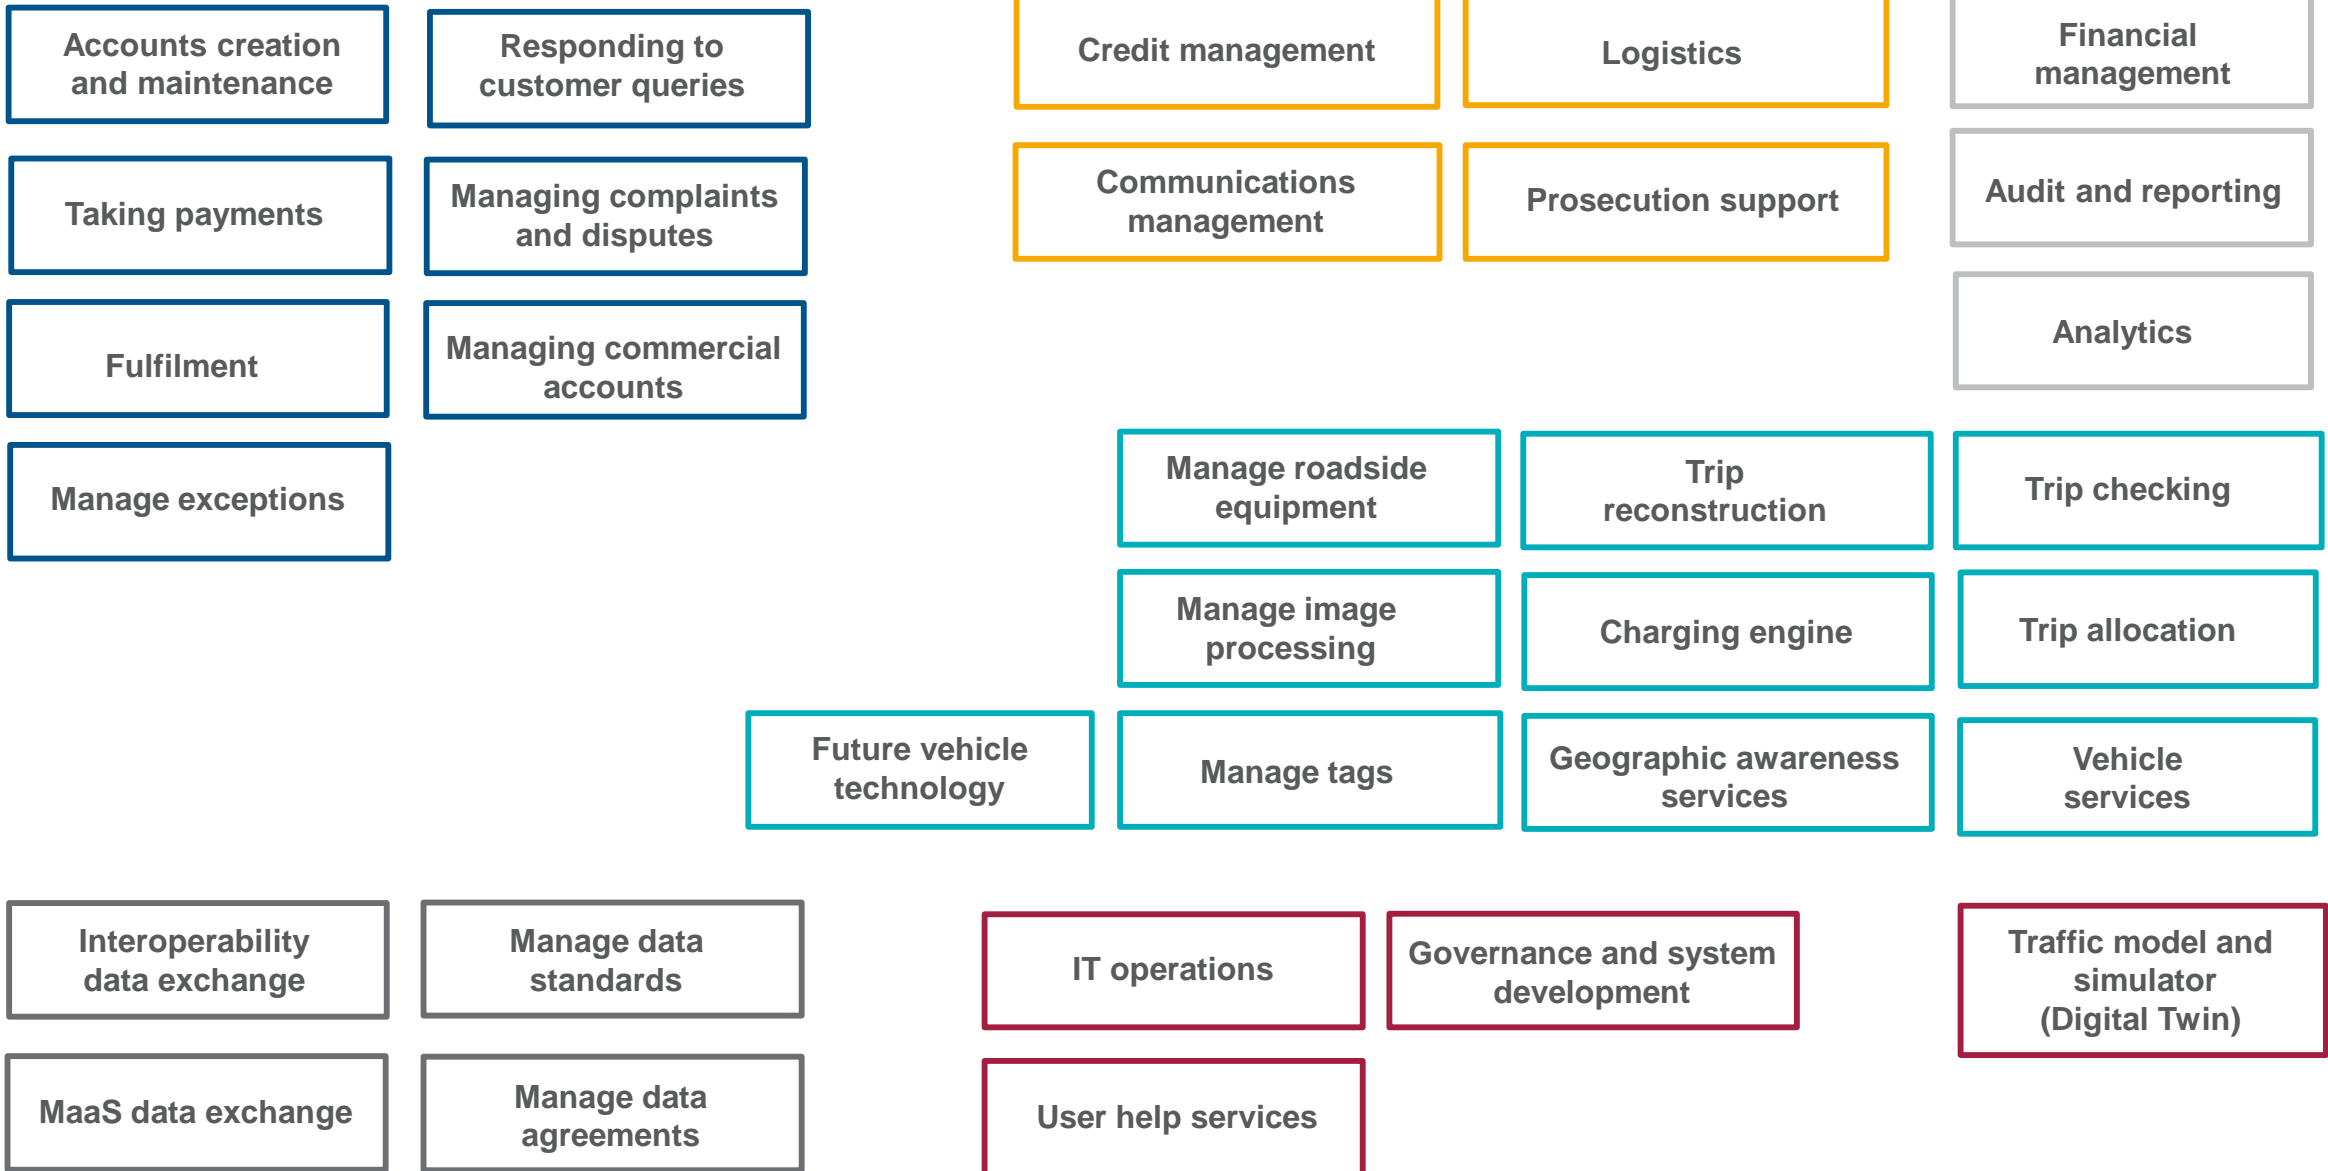 Accounts creation
and maintenance
Responding to
customer queries
Taking payments
Managing complaints
and disputes
Fulfilment
Managing commercial
accounts
Manage exceptions
Credit management
Logistics
Communications
management
Prosecution support
Financial
management
Audit and reporting
Analytics
Manage roadside
equipment
Trip
reconstruction
Trip checking
Manage image
processing
Charging engine
Trip allocation
Future vehicle
technology
Manage tags
Geographic awareness
services
Vehicle
services
Interoperability
data exchange
Manage data
standards
MaaS data exchange
Manage data
agreements
IT operations
Governance and system
development
User help services
Traffic model and
simulator
(Digital Twin)